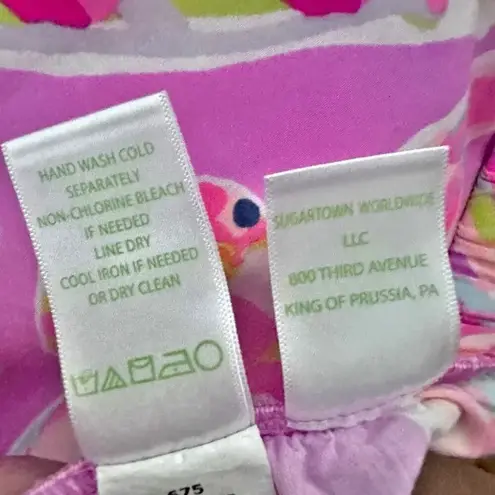 HAND WASH COLD
SEPARATELY
NON-CHLORINE BLEACH
IF NEEDED
LINE DRY
COOL IRON IF NEEDED
OR DRY CLEAN
SUGARTOWN WORLDWIDE
LLC
800 THIRD AVENUE
KING OF PRUSSIA, PA
675